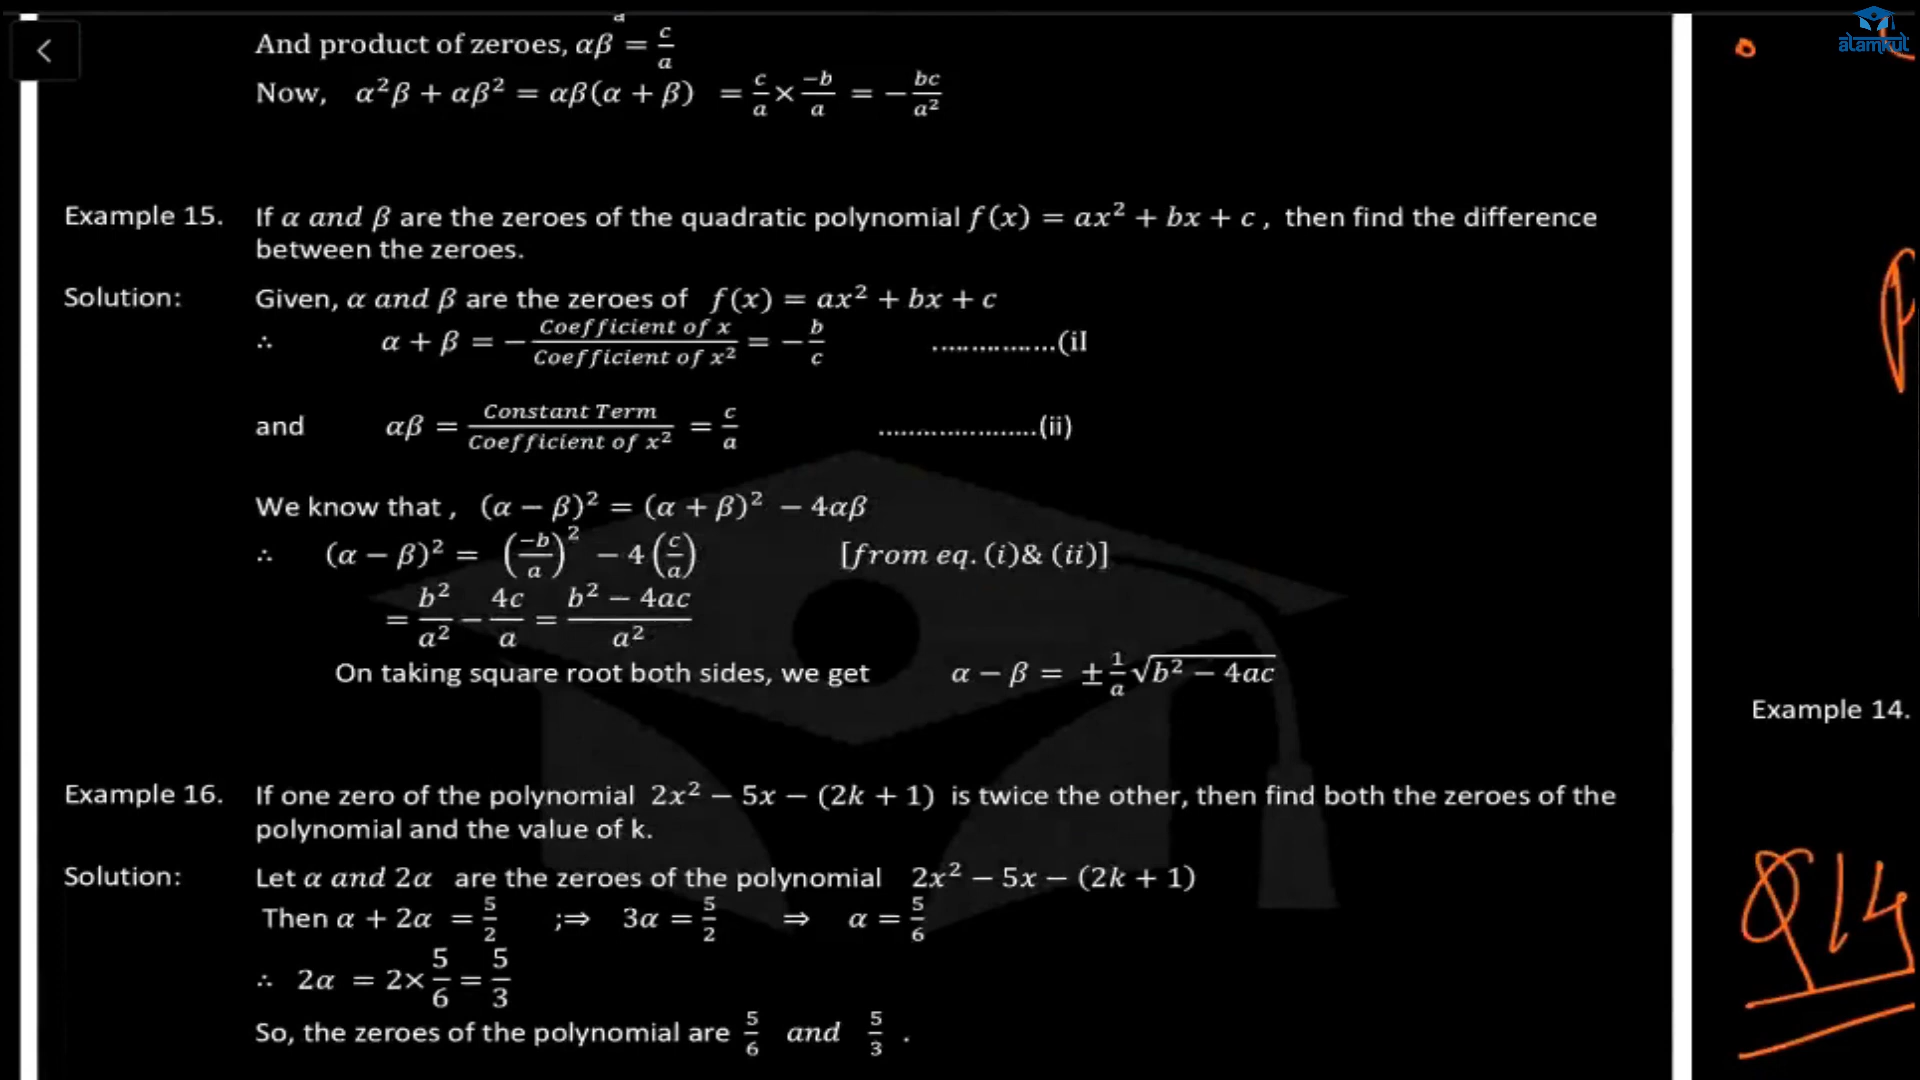 alamkul
And product of zeroes, αβ = c/a
Now, α²β + αβ² = αβ(α + β) = c/a × -b/a = − bc/a²
Example 15. If α and β are the zeroes of the quadratic polynomial f(x) = ax² + bx + c , then find the difference
between the zeroes.
Solution: Given, α and β are the zeroes of f(x) = ax² + bx + c
∴ α + β = − Coefficient of x/Coefficient of x² = − b/c ...............(iI
and αβ = Constant Term/Coefficient of x² = c/a ....................(ii)
We know that , (α − β)² = (α + β)² − 4αβ
∴ (α − β)² = (-b/a)² − 4(c/a) [from eq. (i)& (ii)]
= b²/a² − 4c/a = b² − 4ac/a²
On taking square root both sides, we get α − β = ± 1/a √b² − 4ac
Example 14.
Example 16. If one zero of the polynomial 2x² − 5x − (2k + 1) is twice the other, then find both the zeroes of the
polynomial and the value of k.
Solution: Let α and 2α are the zeroes of the polynomial 2x² − 5x − (2k + 1)
Then α + 2α = 5/2 ;⇒ 3α = 5/2 ⇒ α = 5/6
∴ 2α = 2× 5/6 = 5/3
So, the zeroes of the polynomial are 5/6 and 5/3 .
Q14